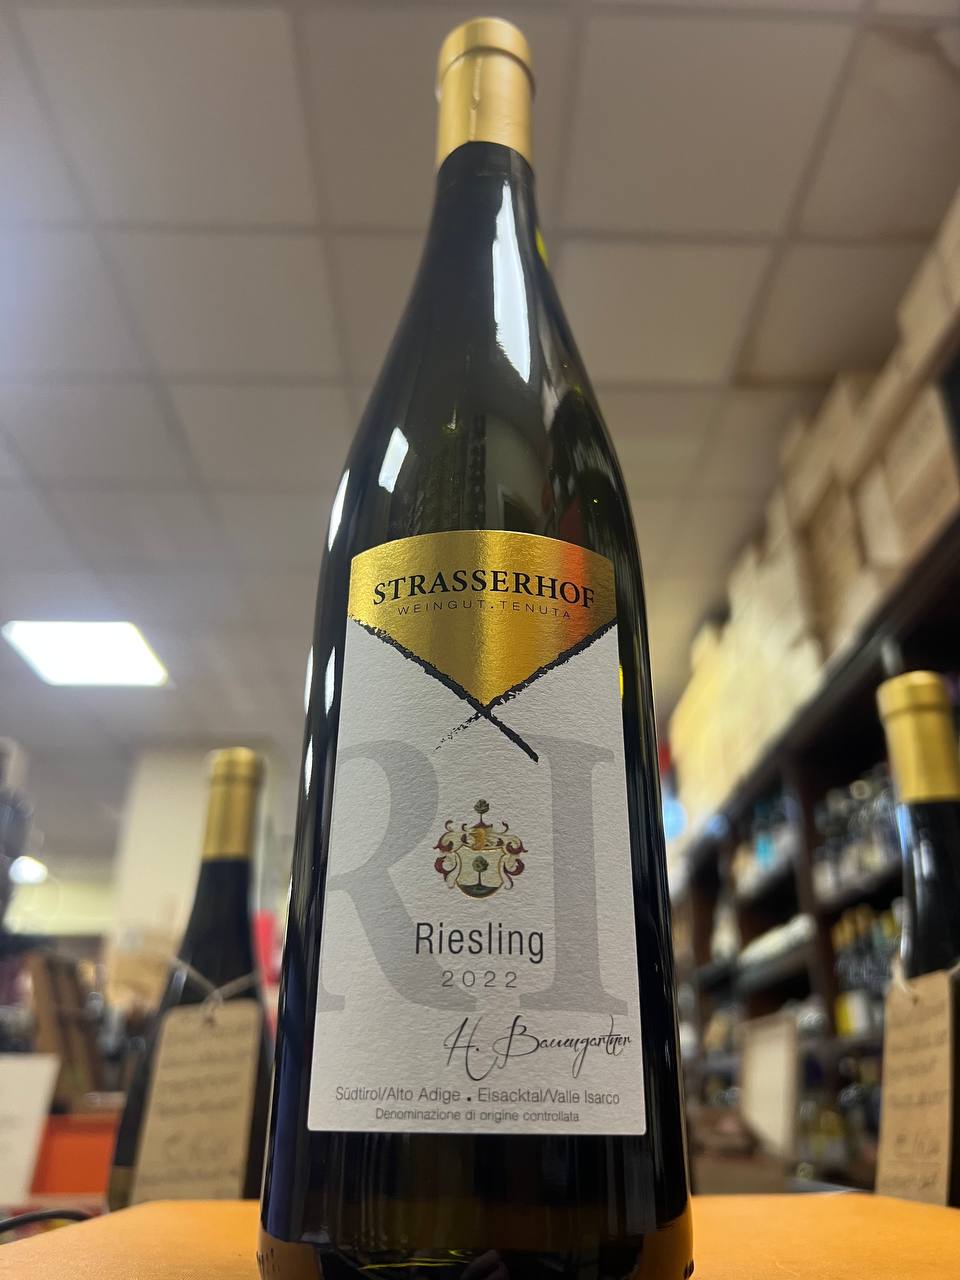 STRASSERHOF
WEINGUT.TENUTA
RI
Riesling
2022
H. Baumgartner
Südtirol/Alto Adige . Eisacktal/Valle Isarco
Denominazione di origine controllata